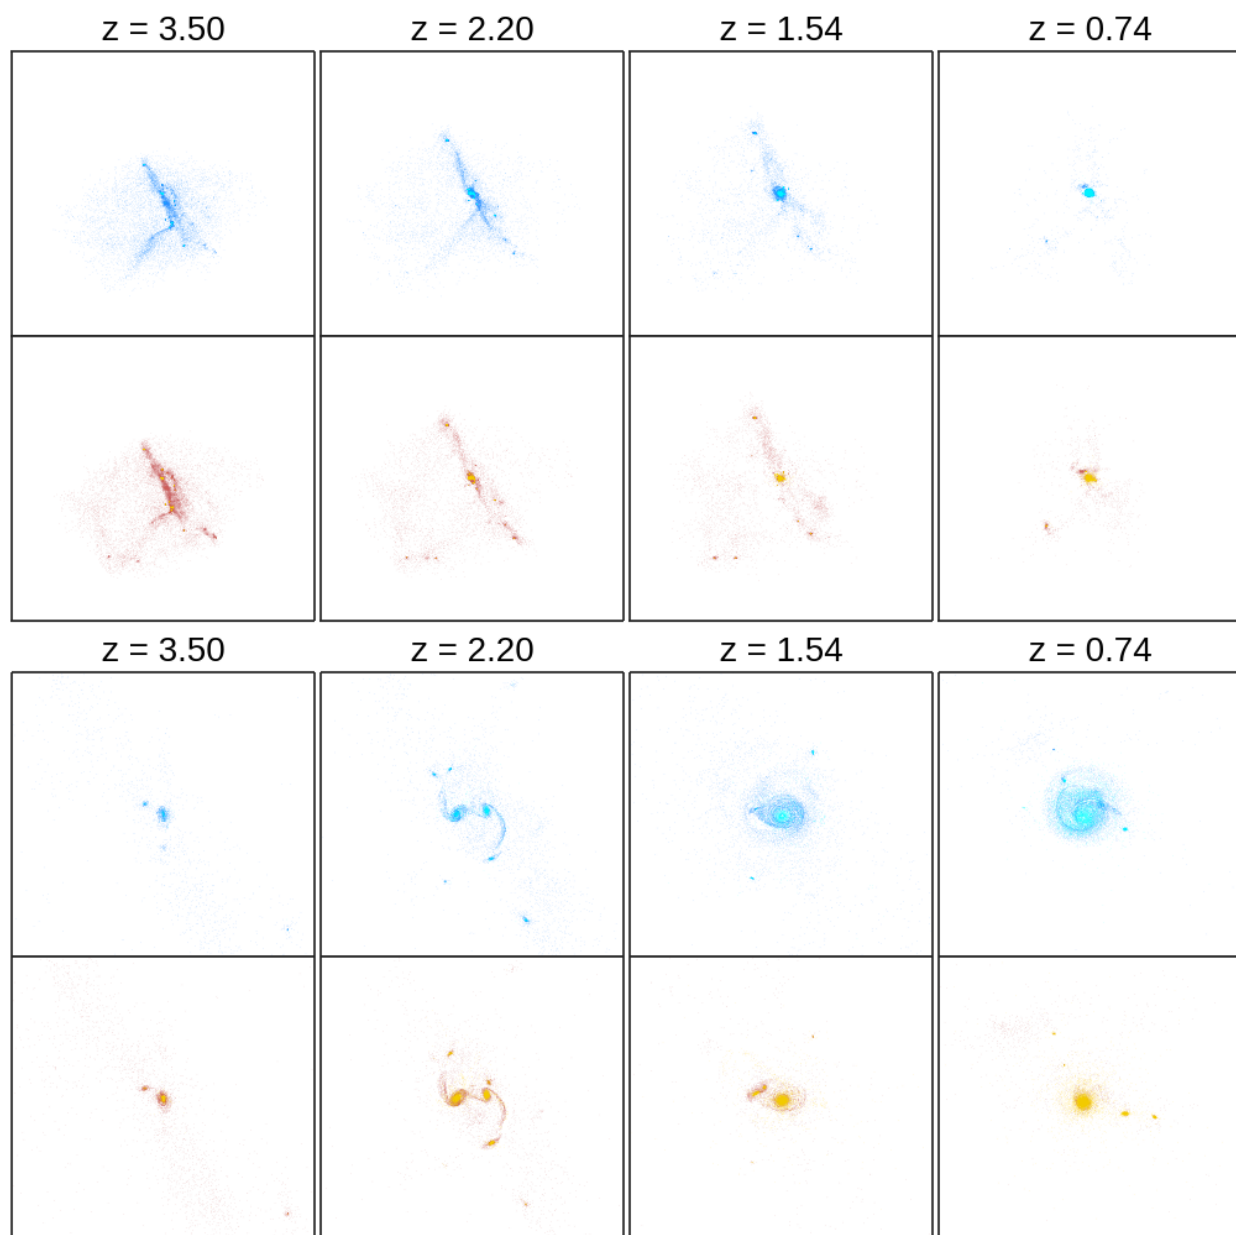 z = 3.50 z = 2.20 z = 1.54 z = 0.74
z = 3.50 z = 2.20 z = 1.54 z = 0.74